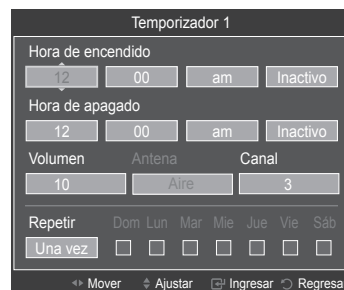 Temporizador 1
Hora de encendido
12 00 am Inactivo
Hora de apagado
12 00 am Inactivo
Volumen Antena Canal
10 Aire 3
Repetir Dom Lun Mar Mie Jue Vie Sáb
Una vez
Mover Ajustar Ingresar Regresa